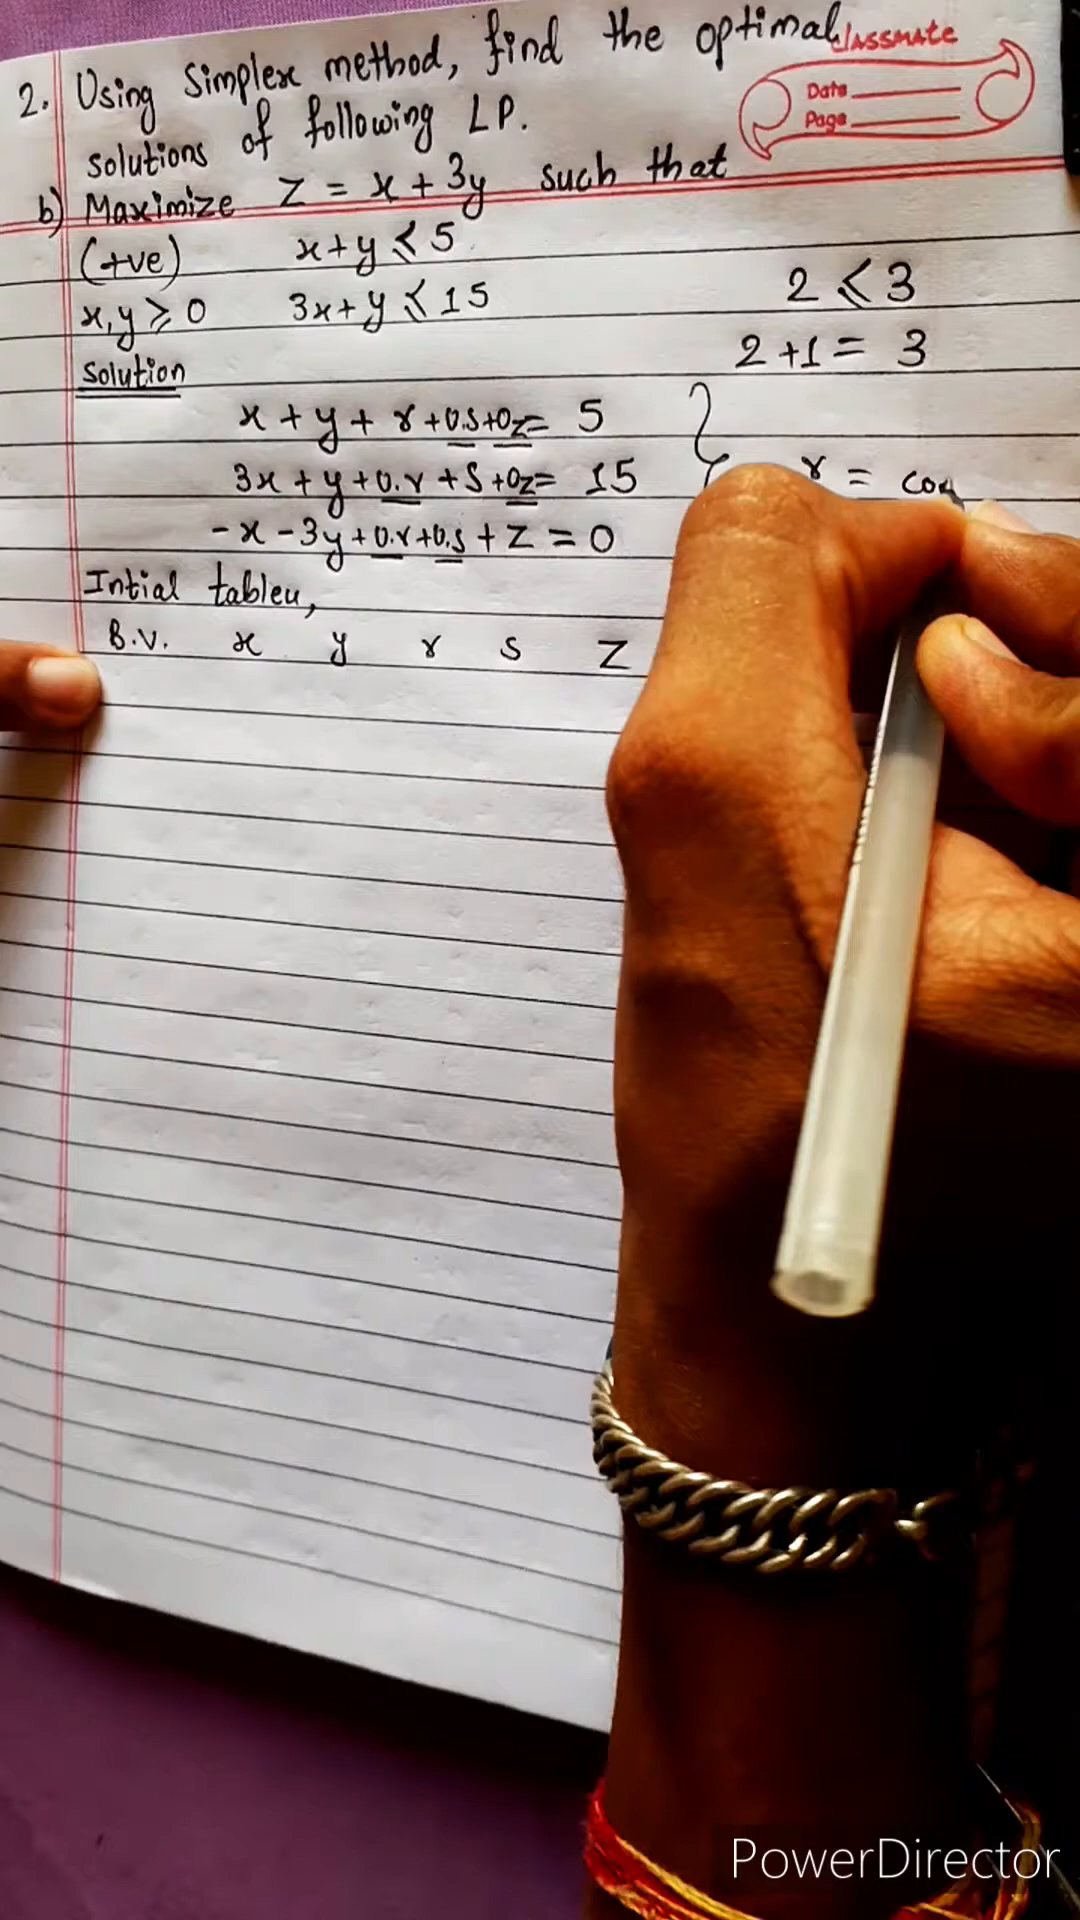 2. Using Simplex method, find the optimal
solutions of following LP.
classmate
Date
Page
b) Maximize Z = x + 3y such that
(+ve) x+y ≤ 5
x,y ≥ 0 3x+y ≤ 15
2 ≤ 3
2 +1 = 3
Solution
x + y + r + 0.s + 0z = 5
3x + y + 0.r + s + 0z = 15
r =
-x - 3y + 0.r + 0.s + z = 0
Intial tableu,
B.V. x y r s Z
PowerDirector